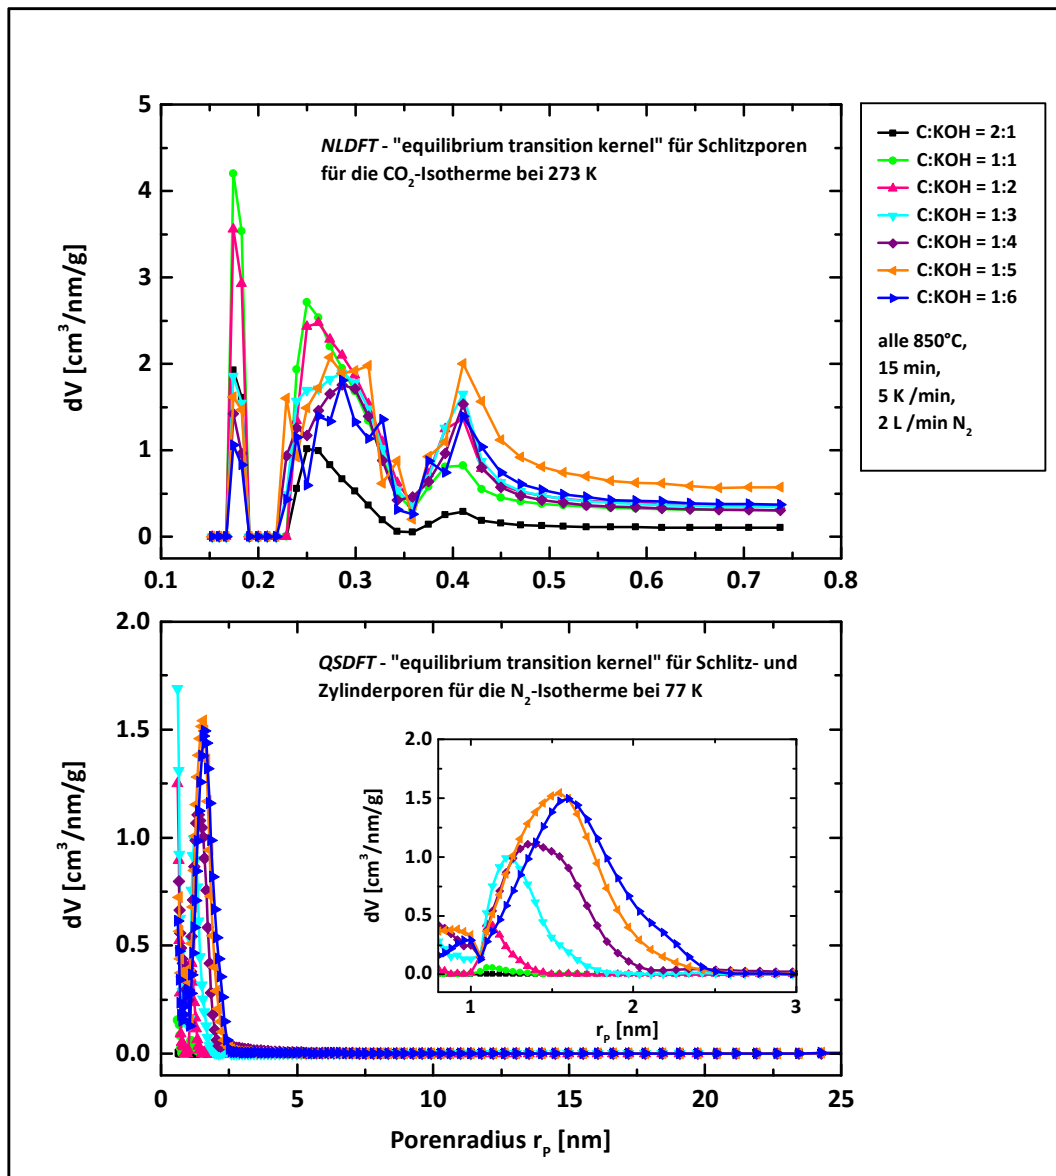 NLDFT - "equilibrium transition kernel" für Schlitzporen
für die CO₂-Isotherme bei 273 K
dV [cm³/nm/g]
5
4
3
2
1
0
0.1 0.2 0.3 0.4 0.5 0.6 0.7 0.8
C:KOH = 2:1
C:KOH = 1:1
C:KOH = 1:2
C:KOH = 1:3
C:KOH = 1:4
C:KOH = 1:5
C:KOH = 1:6
alle 850°C,
15 min,
5 K /min,
2 L /min N₂
QSDFT - "equilibrium transition kernel" für Schlitz- und
Zylinderporen für die N₂-Isotherme bei 77 K
dV [cm³/nm/g]
2.0
1.5
1.0
0.5
0.0
0 5 10 15 20 25
Porenradius rₚ [nm]
dV [cm³/nm/g]
2.0
1.5
1.0
0.5
0.0
1 2 3
rₚ [nm]